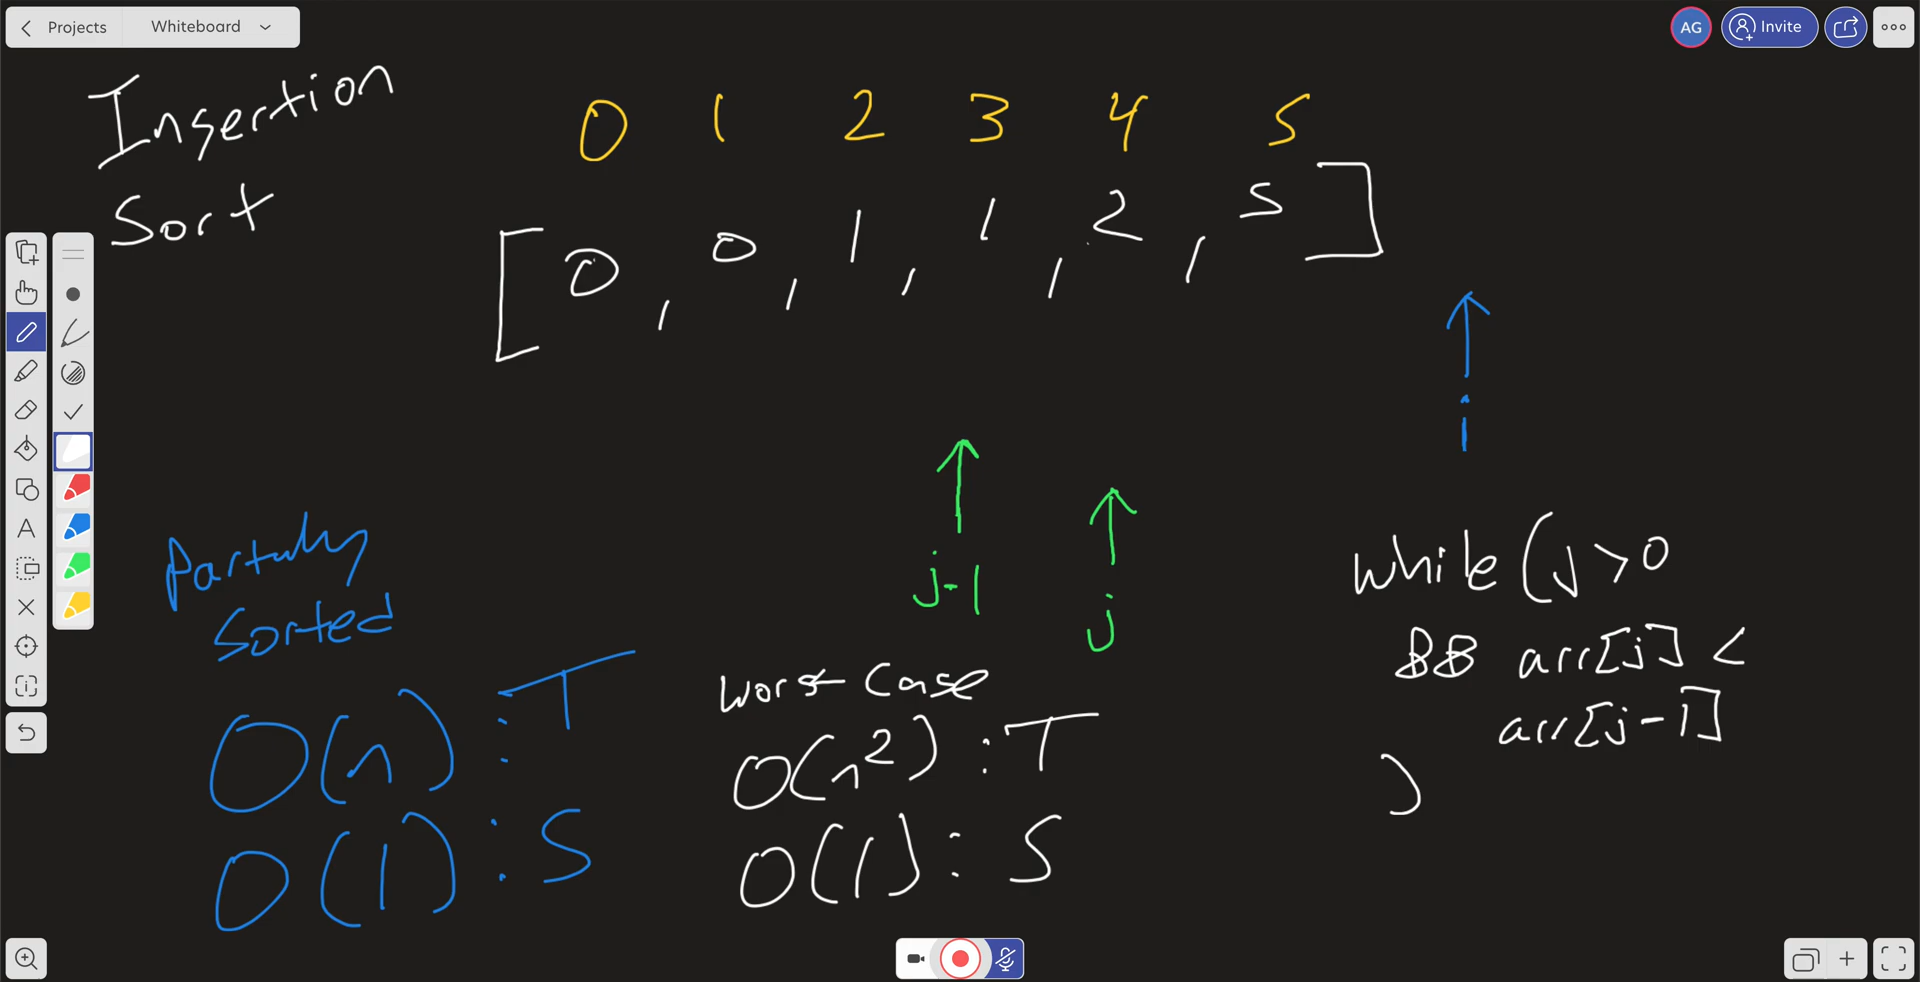 Projects Whiteboard
AG Invite
Insertion
Sort
0 1 2 3 4 5
[0, 0, 1, 1, 2, 5]
i
j-1
j
Partially
Sorted
O(n) : T
O(1) : S
Worst Case
O(n²) : T
O(1) : S
while (j > 0
&& arr[j] <
arr[j-1]
)